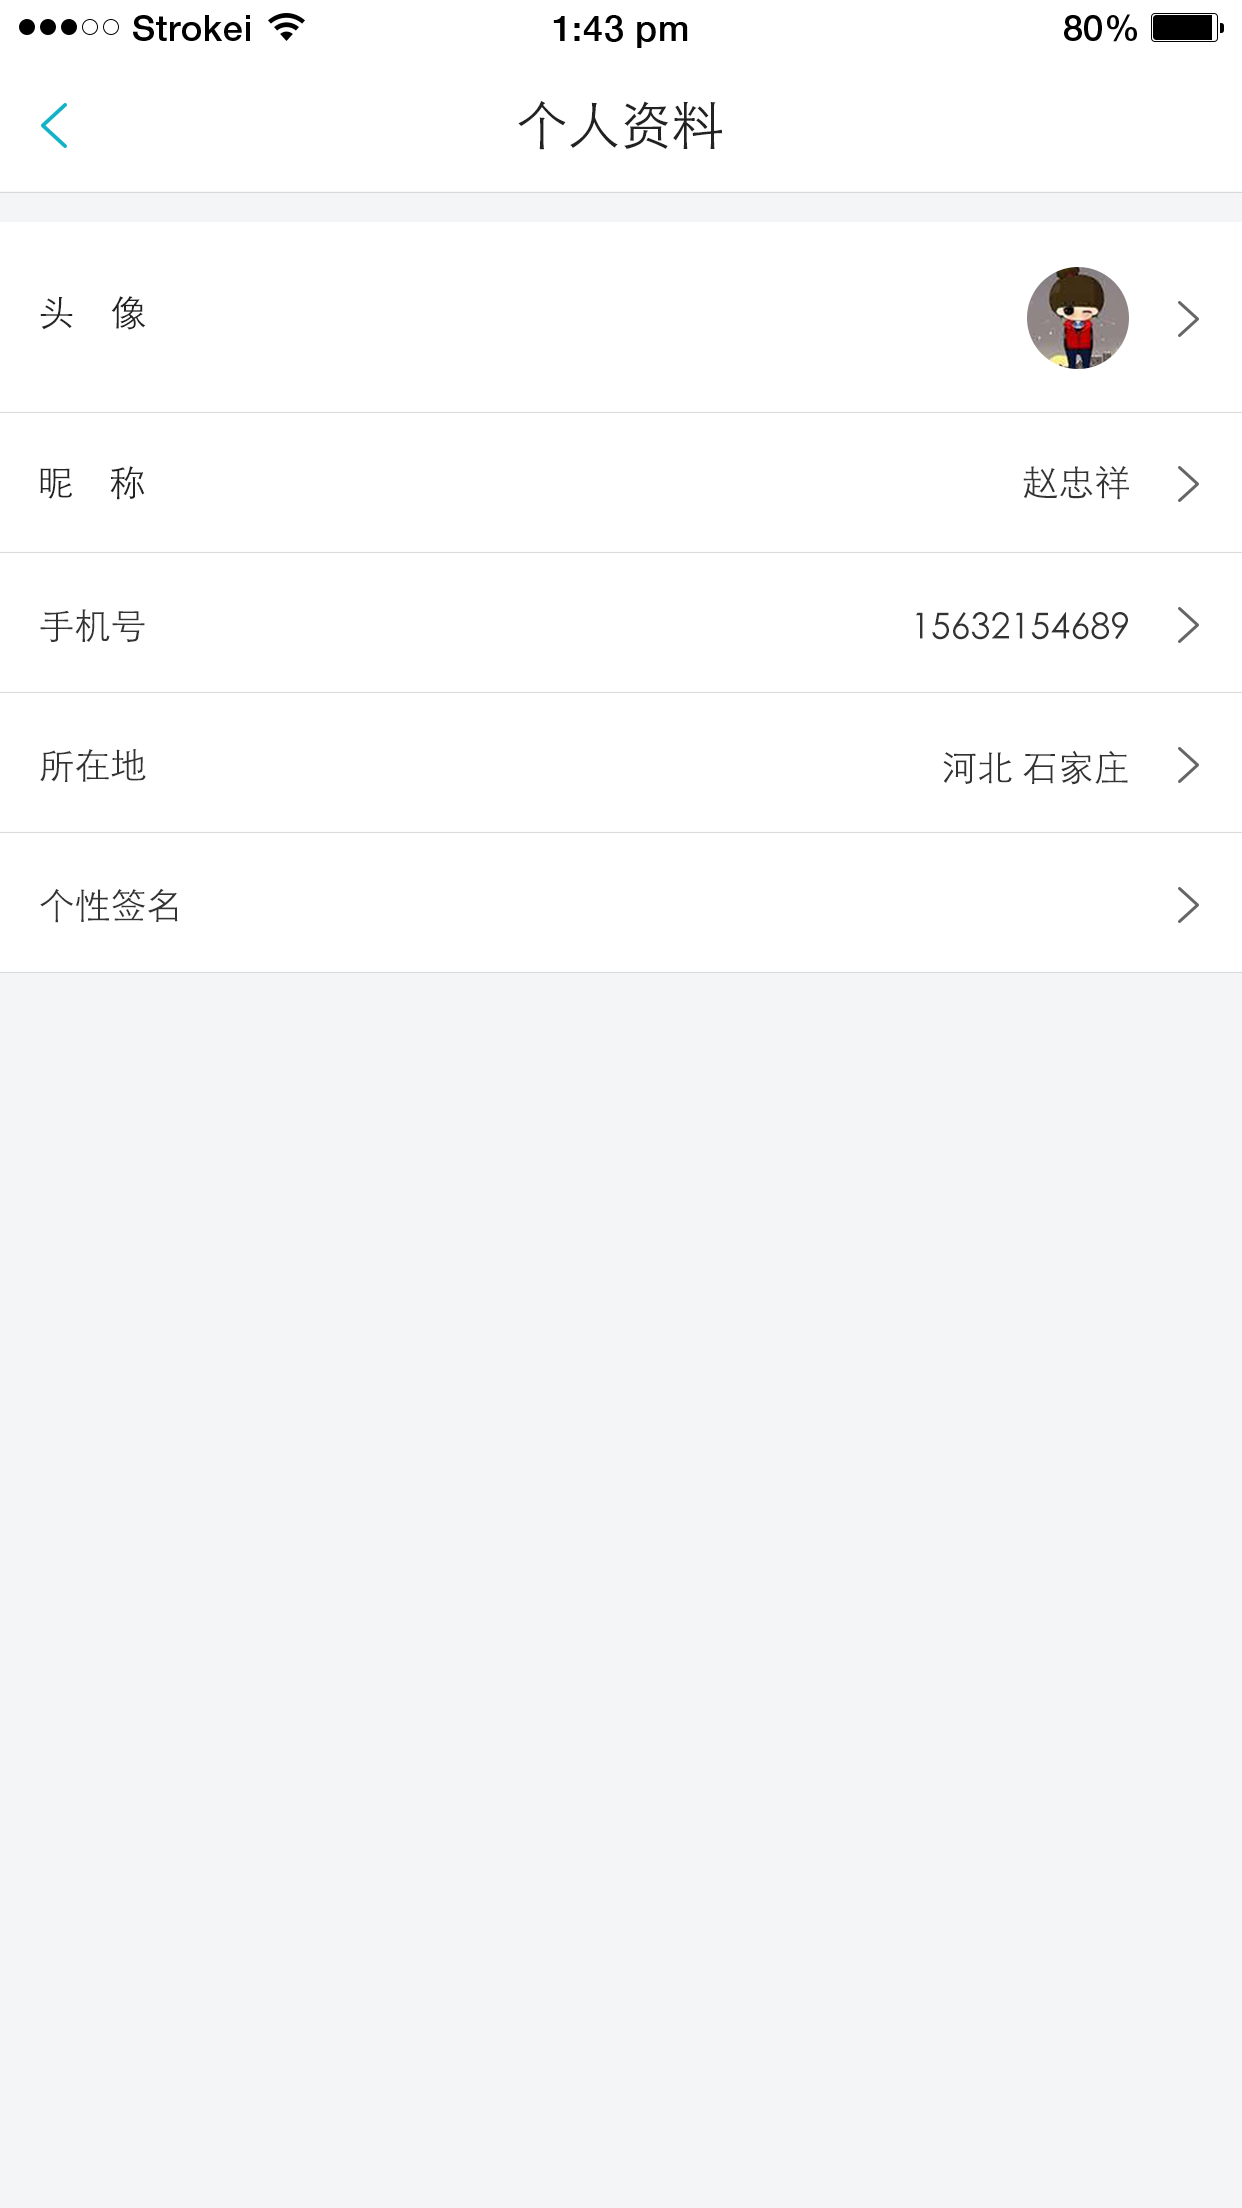 Strokei 1:43 pm 80%
个人资料
头 像
昵 称 赵忠祥
手机号 15632154689
所在地 河北 石家庄
个性签名